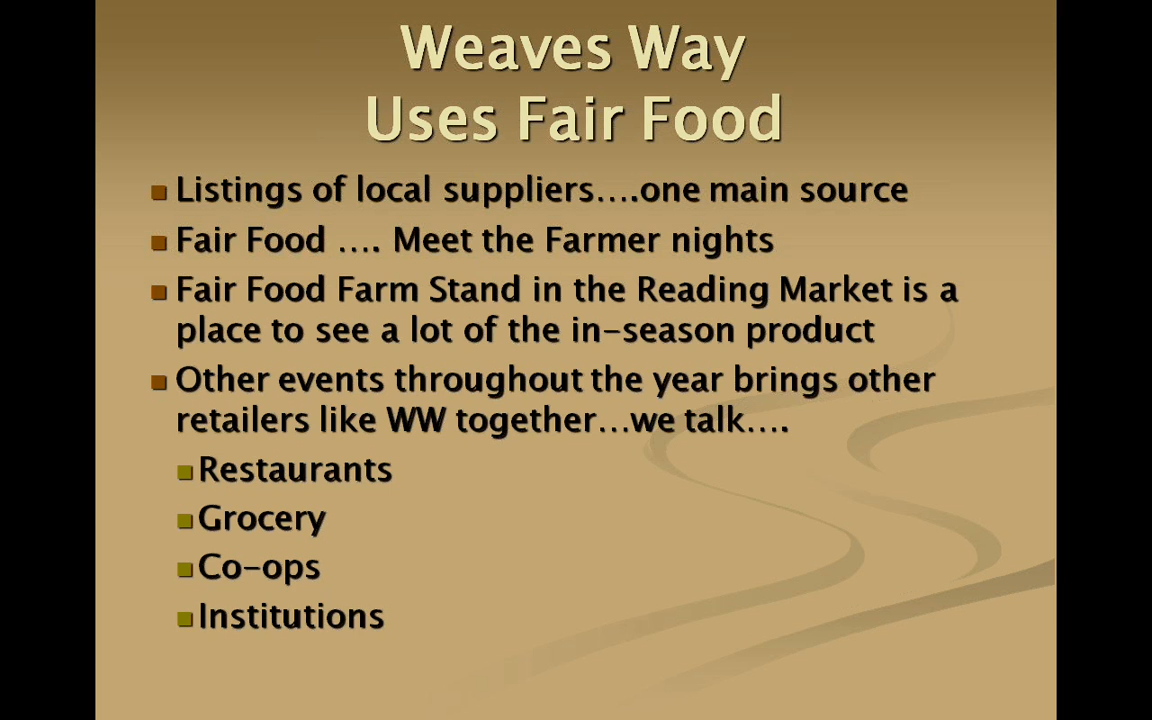 Weaves Way
Uses Fair Food
Listings of local suppliers….one main source
Fair Food …. Meet the Farmer nights
Fair Food Farm Stand in the Reading Market is a
place to see a lot of the in-season product
Other events throughout the year brings other
retailers like WW together…we talk….
Restaurants
Grocery
Co-ops
Institutions